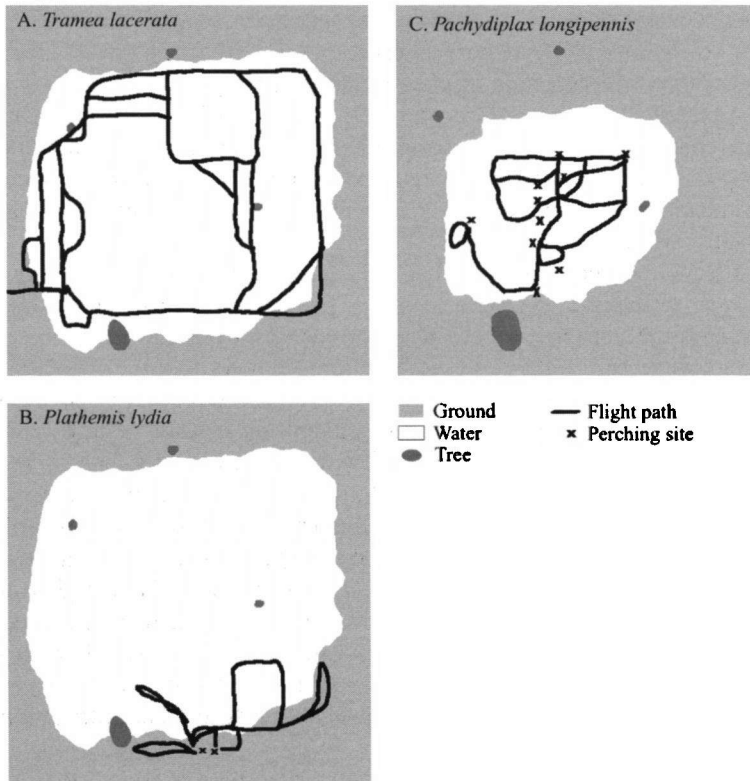 A. Tramea lacerata
C. Pachydiplax longipennis
Ground
Water
Tree
Flight path
Perching site
B. Plathemis lydia